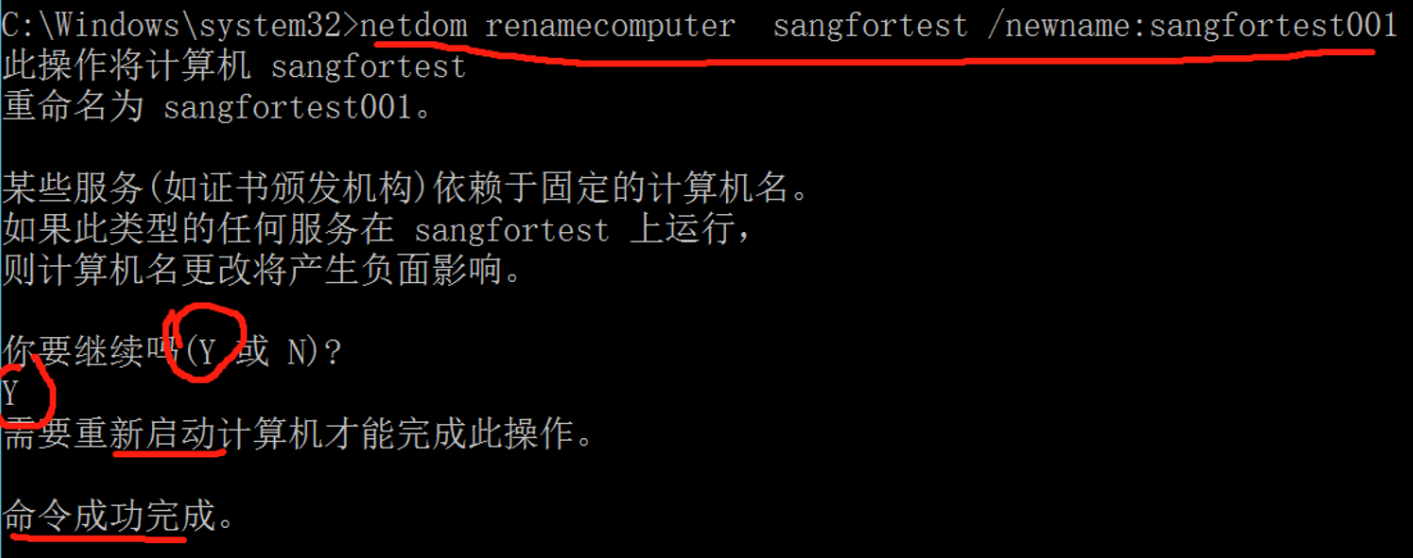 C:\Windows\system32>netdom renamecomputer  sangfortest /newname:sangfortest001
此操作将计算机 sangfortest
重命名为 sangfortest001。
某些服务(如证书颁发机构)依赖于固定的计算机名。
如果此类型的任何服务在 sangfortest 上运行，
则计算机名更改将产生负面影响。
你要继续吗(Y 或 N)?
Y
需要重新启动计算机才能完成此操作。
命令成功完成。